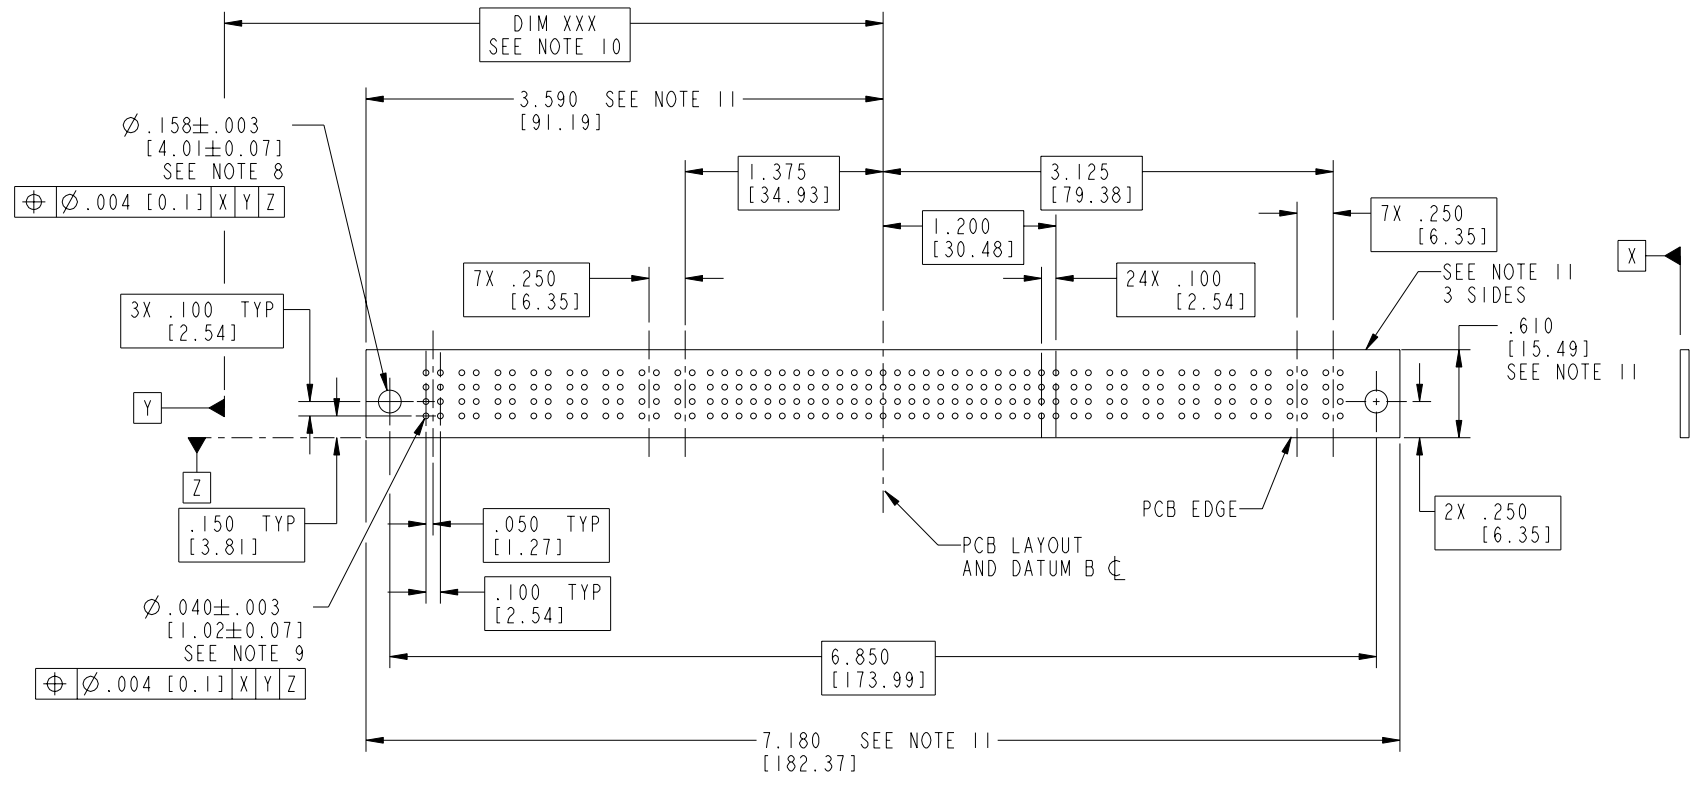 DIM XXX
SEE NOTE 10
3.590 SEE NOTE 11
[91.19]
Ø.158±.003
[4.01±0.07]
SEE NOTE 8
⌖ Ø.004 [0.1] X Y Z
1.375
[34.93]
3.125
[79.38]
1.200
[30.48]
7X .250
[6.35]
X
7X .250
[6.35]
24X .100
[2.54]
SEE NOTE 11
3 SIDES
3X .100 TYP
[2.54]
.610
[15.49]
SEE NOTE 11
Y
Z
.150 TYP
[3.81]
.050 TYP
[1.27]
PCB EDGE
2X .250
[6.35]
PCB LAYOUT
AND DATUM B ℄
.100 TYP
[2.54]
Ø.040±.003
[1.02±0.07]
SEE NOTE 9
⌖ Ø.004 [0.1] X Y Z
6.850
[173.99]
7.180 SEE NOTE 11
[182.37]